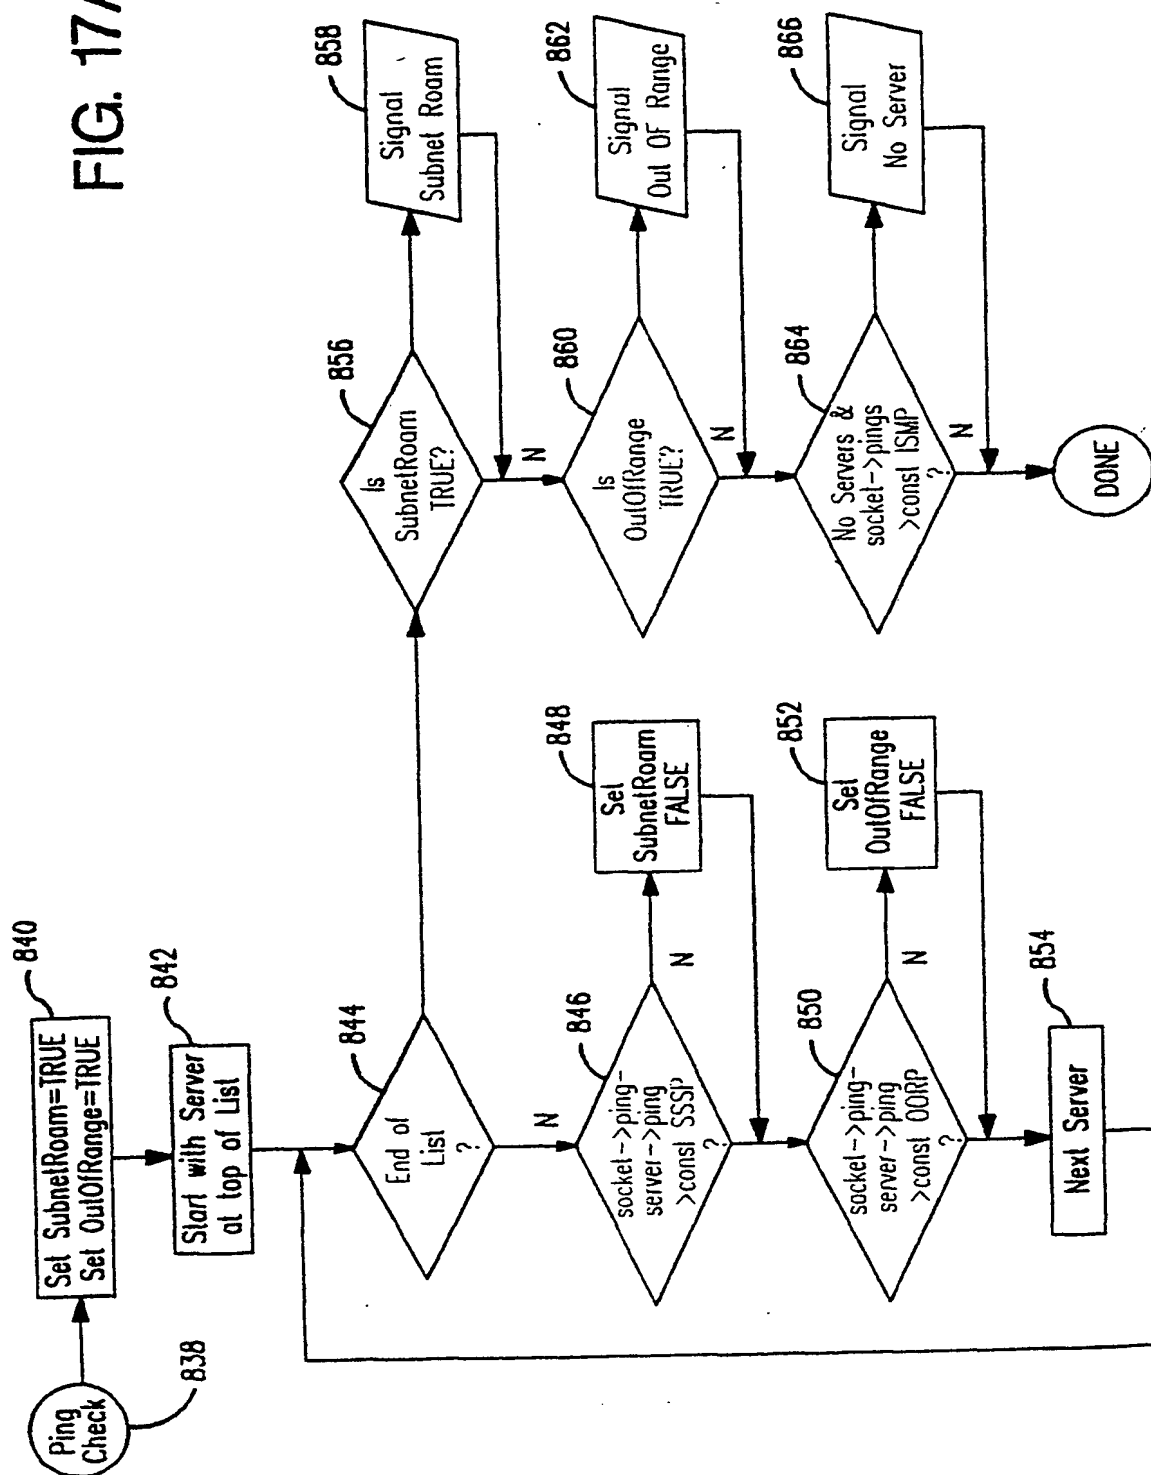 FIG. 17A
Ping
Check
838
Set SubnetRoam=TRUE
Set OutOfRange=TRUE
840
Start with Server
at top of List
842
End of
List
?
844
N
socket->ping-
server->ping
>const SSSP
?
846
N
Set
SubnetRoam
FALSE
848
socket->ping-
server->ping
>const OORP
?
850
N
Set
OutOfRange
FALSE
852
Next Server
854
Is
SubnetRoam
TRUE?
856
N
Signal
Subnet Roam
858
Is
OutOfRange
TRUE?
860
N
Signal
Out OF Range
862
No Servers &
socket->pings
>const ISMP
?
864
N
Signal
No Server
866
DONE